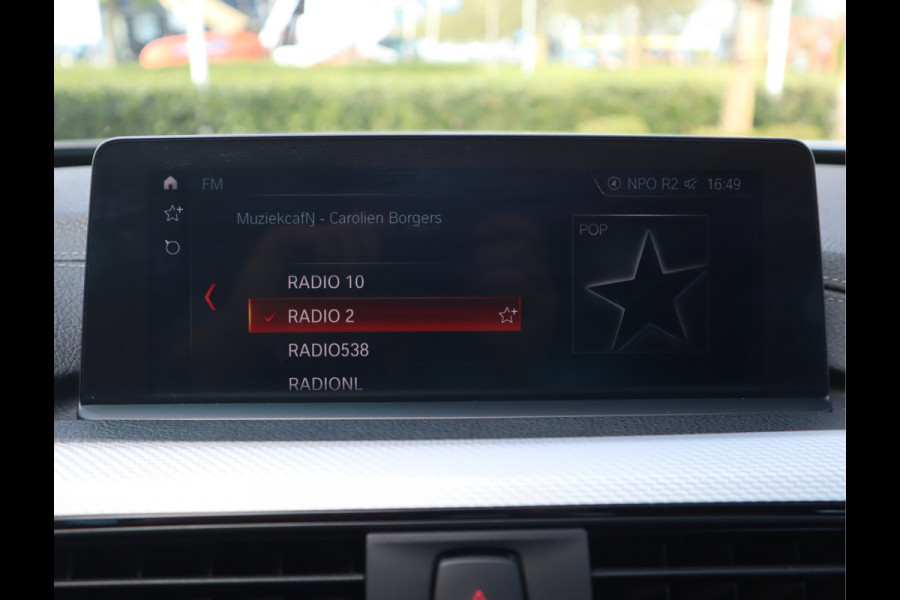 FM
NPO R2 16:49
MuziekcafN - Carolien Borgers
POP
RADIO 10
RADIO 2
RADIO538
RADIONL